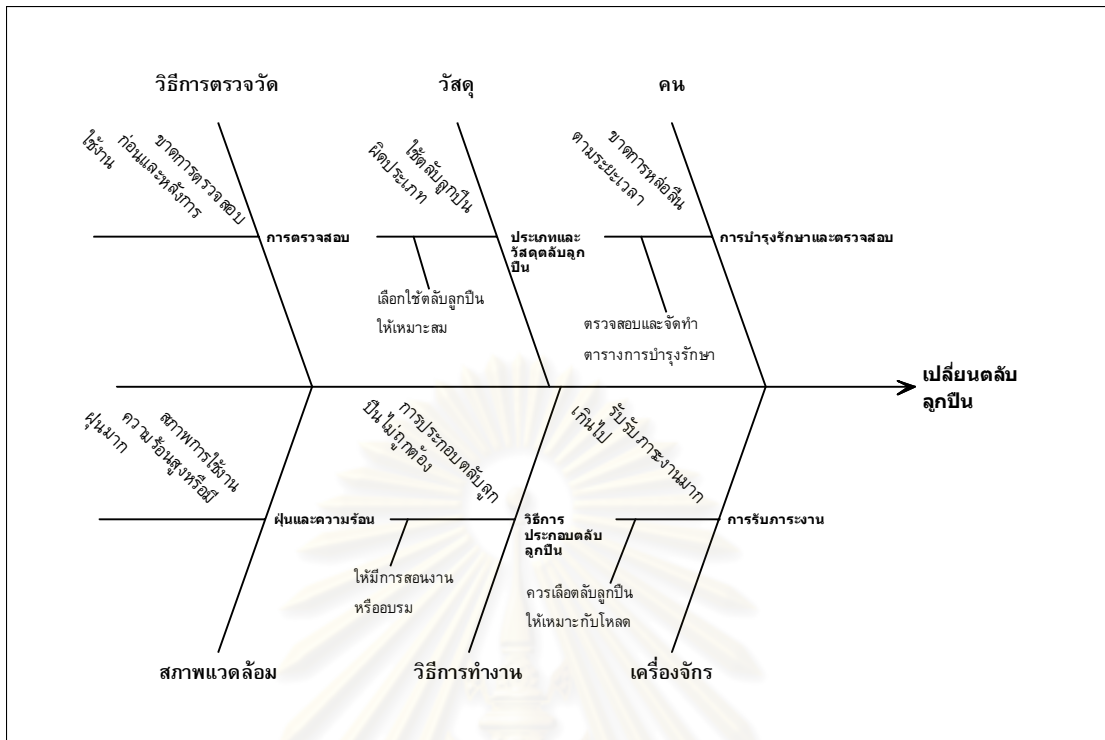 วิธีการตรวจวัด
วัสดุ
คน
ขาดการตรวจสอบ
ก่อนและหลังการ
ใช้งาน
ใช้ตลับลูกปืน
ผิดประเภท
ขาดการหล่อลื่น
ตามระยะเวลา
การตรวจสอบ
ประเภทและ
วัสดุตลับลูก
ปืน
การบำรุงรักษาและตรวจสอบ
เลือกใช้ตลับลูกปืน
ให้เหมาะสม
ตรวจสอบและจัดทำ
ตารางการบำรุงรักษา
เปลี่ยนตลับ
ลูกปืน
สภาพการใช้งาน
ความร้อนสูงหรือมี
ฝุ่นมาก
การประกอบตลับลูก
ปืนไม่ถูกต้อง
รับรับภาระงานมาก
เกินไป
ฝุ่นและความร้อน
วิธีการ
ประกอบตลับ
ลูกปืน
การรับภาระงาน
ให้มีการสอนงาน
หรืออบรม
ควรเลือตลับลูกปืน
ให้เหมาะกับโหลด
สภาพแวดล้อม
วิธีการทำงาน
เครื่องจักร